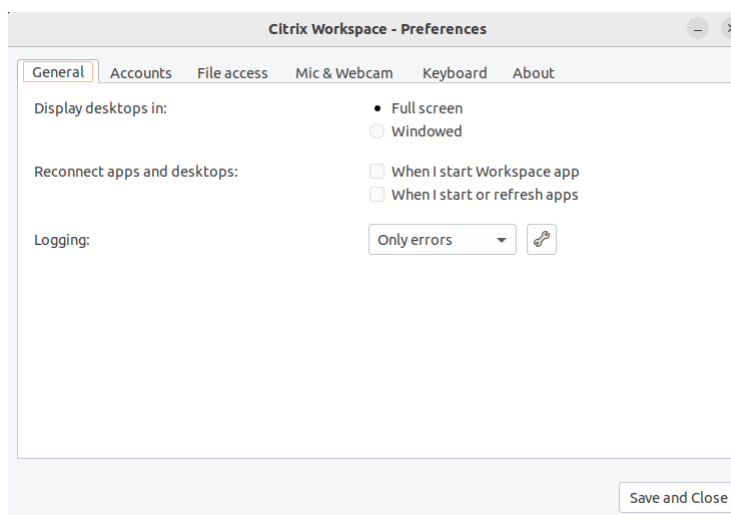 Citrix Workspace - Preferences
General Accounts File access Mic & Webcam Keyboard About
Display desktops in: Full screen
Windowed
Reconnect apps and desktops: When I start Workspace app
When I start or refresh apps
Logging: Only errors
Save and Close